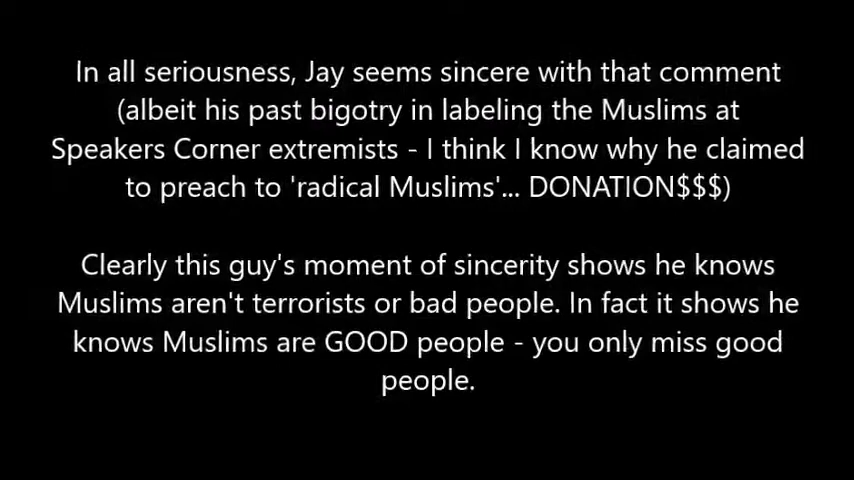 In all seriousness, Jay seems sincere with that comment
(albeit his past bigotry in labeling the Muslims at
Speakers Corner extremists - I think I know why he claimed
to preach to 'radical Muslims'... DONATION$$$)
Clearly this guy's moment of sincerity shows he knows
Muslims aren't terrorists or bad people. In fact it shows he
knows Muslims are GOOD people - you only miss good
people.